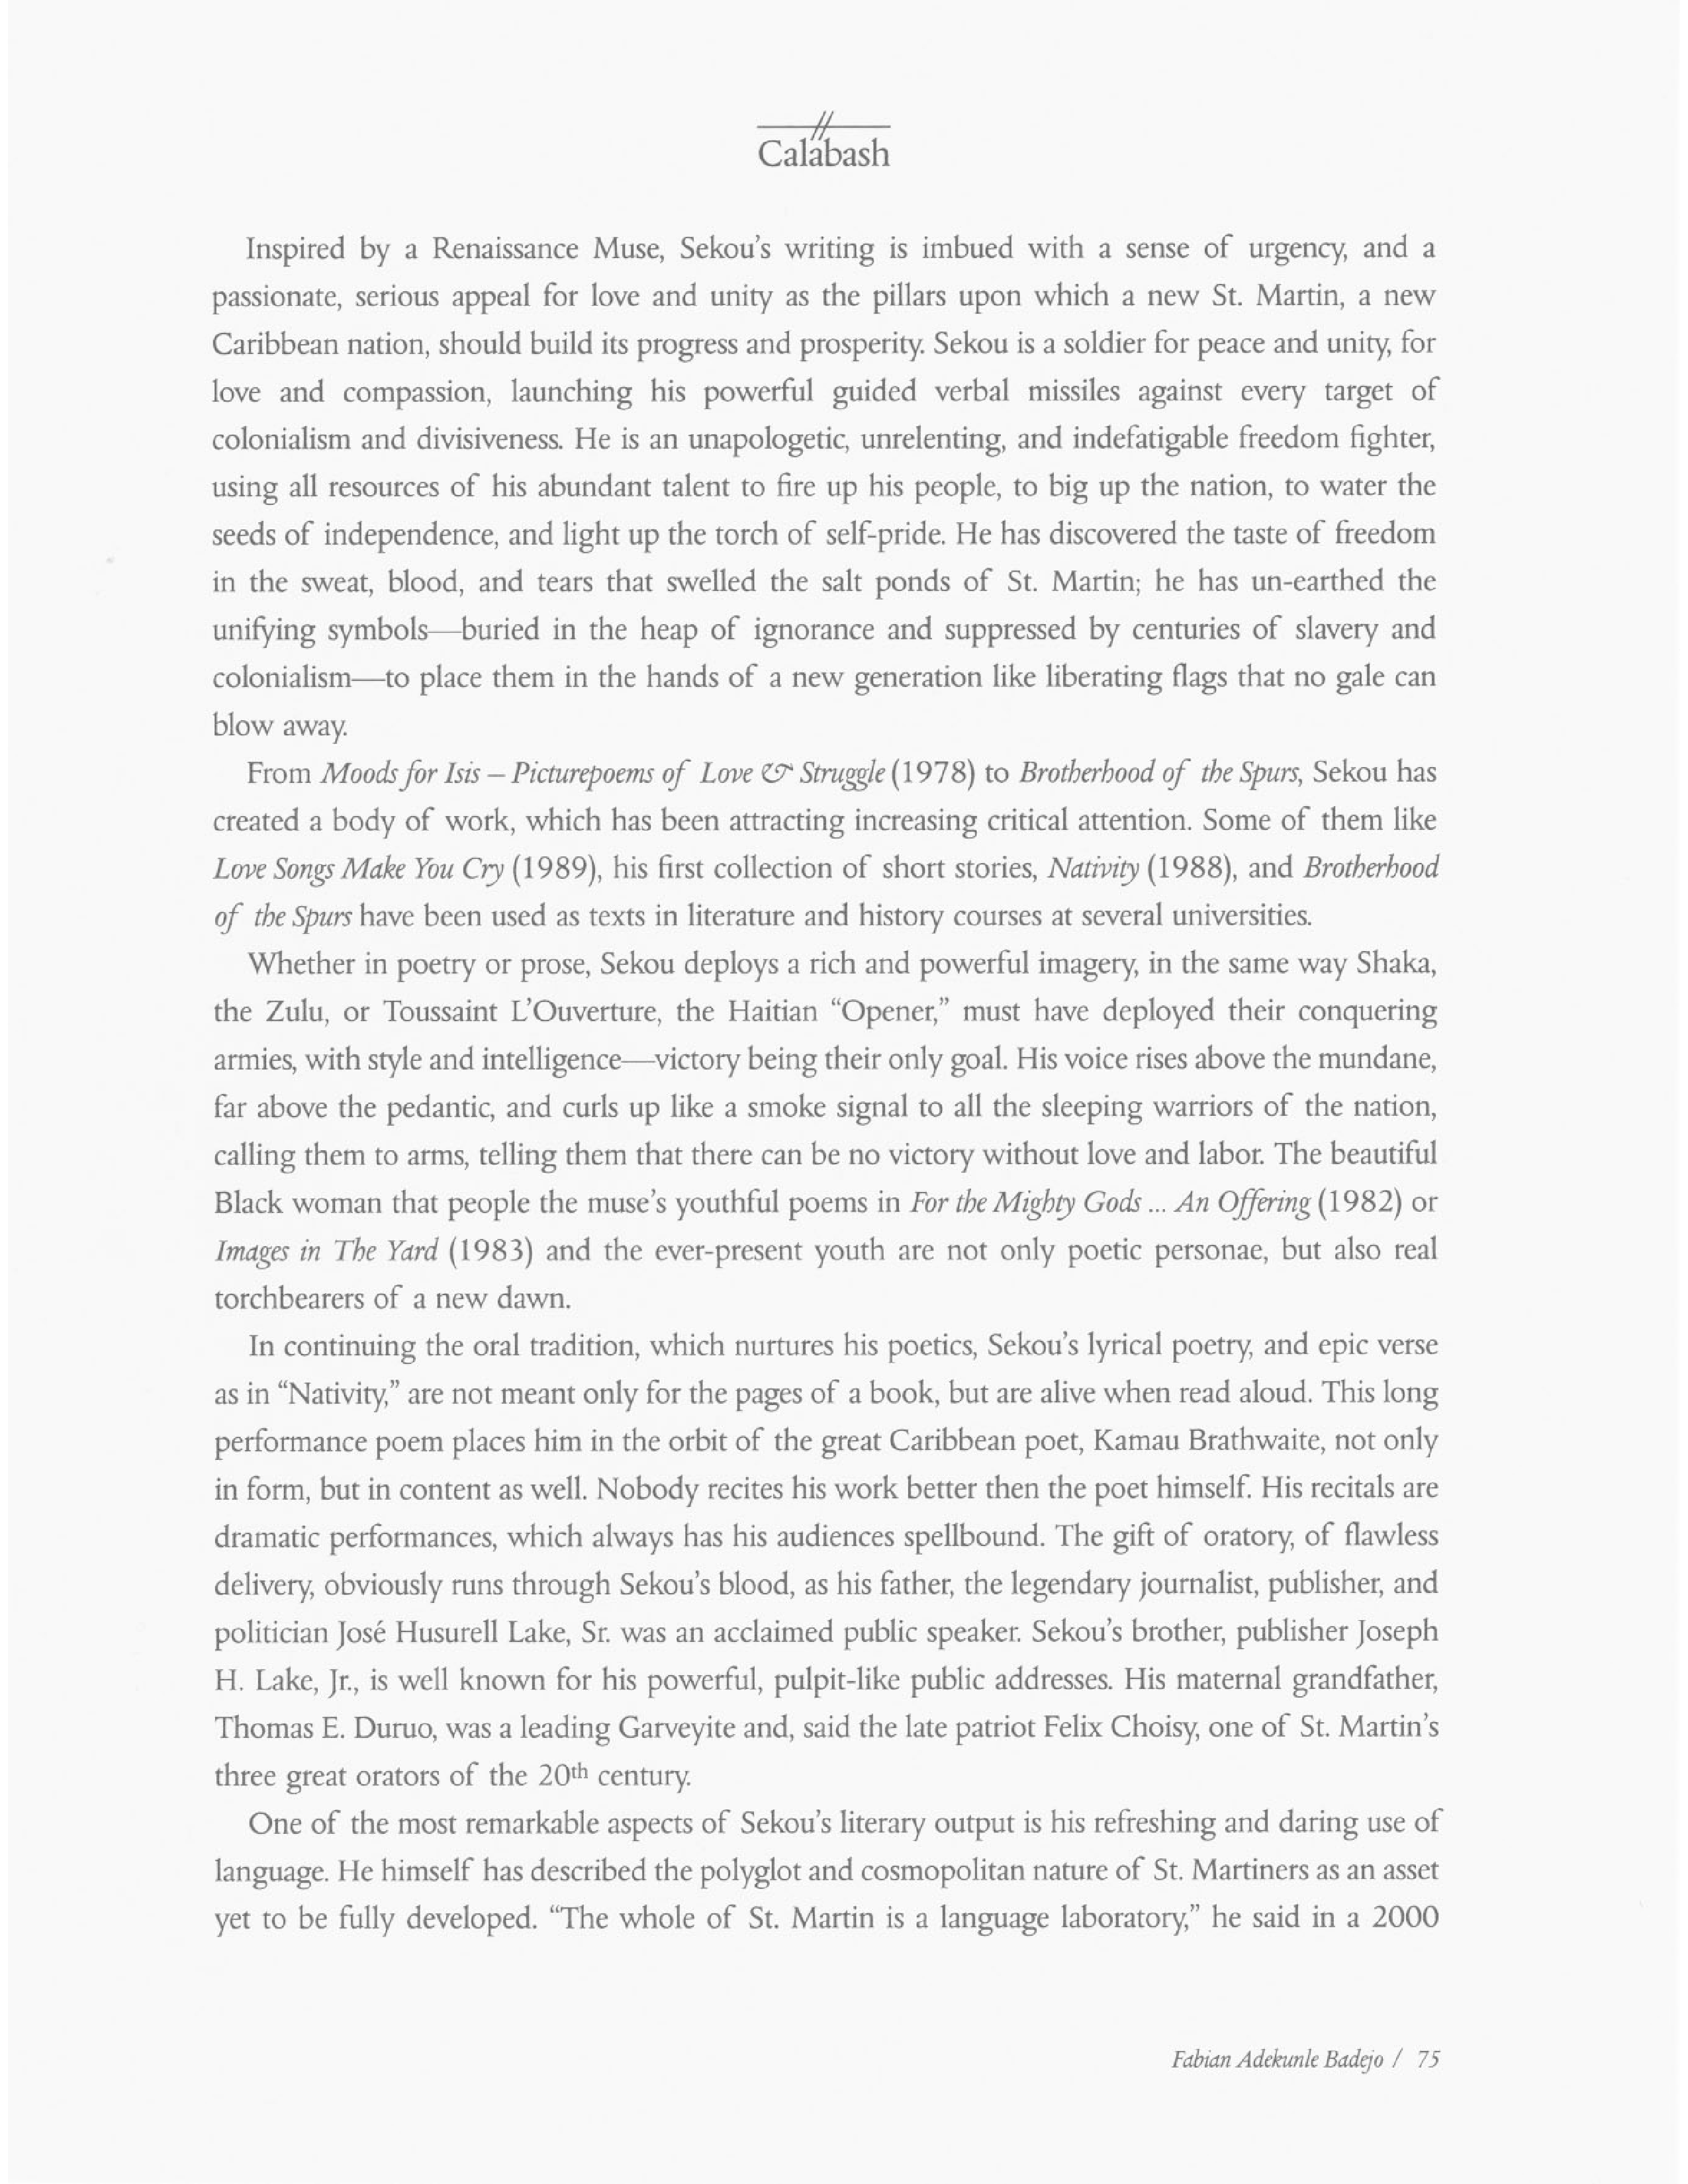 Calabash
Inspired by a Renaissance Muse, Sekou's writing is imbued with a sense of urgency, and a
passionate, serious appeal for love and unity as the pillars upon which a new St. Martin, a new
Caribbean nation, should build its progress and prosperity. Sekou is a soldier for peace and unity, for
love and compassion, launching his powerful guided verbal missiles against every target of
colonialism and divisiveness. He is an unapologetic, unrelenting, and indefatigable freedom fighter,
using all resources of his abundant talent to fire up his people, to big up the nation, to water the
seeds of independence, and light up the torch of self-pride. He has discovered the taste of freedom
in the sweat, blood, and tears that swelled the salt ponds of St. Martin; he has un-earthed the
unifying symbols—buried in the heap of ignorance and suppressed by centuries of slavery and
colonialism—to place them in the hands of a new generation like liberating flags that no gale can
blow away.
From Moods for Isis – Picturepoems of Love & Struggle (1978) to Brotherhood of the Spurs, Sekou has
created a body of work, which has been attracting increasing critical attention. Some of them like
Love Songs Make You Cry (1989), his first collection of short stories, Nativity (1988), and Brotherhood
of the Spurs have been used as texts in literature and history courses at several universities.
Whether in poetry or prose, Sekou deploys a rich and powerful imagery, in the same way Shaka,
the Zulu, or Toussaint L'Ouverture, the Haitian "Opener," must have deployed their conquering
armies, with style and intelligence—victory being their only goal. His voice rises above the mundane,
far above the pedantic, and curls up like a smoke signal to all the sleeping warriors of the nation,
calling them to arms, telling them that there can be no victory without love and labor. The beautiful
Black woman that people the muse's youthful poems in For the Mighty Gods ... An Offering (1982) or
Images in The Yard (1983) and the ever-present youth are not only poetic personae, but also real
torchbearers of a new dawn.
In continuing the oral tradition, which nurtures his poetics, Sekou's lyrical poetry, and epic verse
as in "Nativity," are not meant only for the pages of a book, but are alive when read aloud. This long
performance poem places him in the orbit of the great Caribbean poet, Kamau Brathwaite, not only
in form, but in content as well. Nobody recites his work better then the poet himself. His recitals are
dramatic performances, which always has his audiences spellbound. The gift of oratory, of flawless
delivery, obviously runs through Sekou's blood, as his father, the legendary journalist, publisher, and
politician José Husurell Lake, Sr. was an acclaimed public speaker. Sekou's brother, publisher Joseph
H. Lake, Jr., is well known for his powerful, pulpit-like public addresses. His maternal grandfather,
Thomas E. Duruo, was a leading Garveyite and, said the late patriot Felix Choisy, one of St. Martin's
three great orators of the 20th century.
One of the most remarkable aspects of Sekou's literary output is his refreshing and daring use of
language. He himself has described the polyglot and cosmopolitan nature of St. Martiners as an asset
yet to be fully developed. "The whole of St. Martin is a language laboratory," he said in a 2000
Fabian Adekunle Badejo / 75